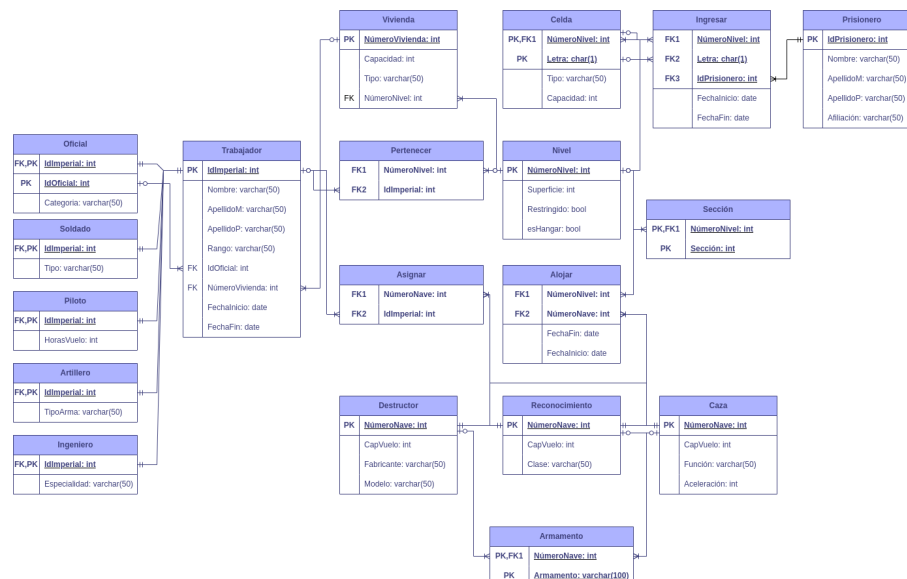 Vivienda
PK NúmeroVivienda: int
Capacidad: int
Tipo: varchar(50)
FK NúmeroNivel: int
Celda
PK,FK1 NúmeroNivel: int
PK Letra: char(1)
Tipo: varchar(50)
Capacidad: int
Ingresar
FK1 NúmeroNivel: int
FK2 Letra: char(1)
FK3 IdPrisionero: int
FechaInicio: date
FechaFin: date
Prisionero
PK IdPrisionero: int
Nombre: varchar(50)
ApellidoM: varchar(50)
ApellidoP: varchar(50)
Afiliación: varchar(50)
Oficial
FK,PK IdImperial: int
PK IdOficial: int
Categoria: varchar(50)
Trabajador
PK IdImperial: int
Nombre: varchar(50)
ApellidoM: varchar(50)
ApellidoP: varchar(50)
Rango: varchar(50)
FK IdOficial: int
FK NúmeroVivienda: int
FechaInicio: date
FechaFin: date
Pertenecer
FK1 NúmeroNivel: int
FK2 IdImperial: int
Nivel
PK NúmeroNivel: int
Superficie: int
Restringido: bool
esHangar: bool
Sección
PK,FK1 NúmeroNivel: int
PK Sección: int
Soldado
FK,PK IdImperial: int
Tipo: varchar(50)
Piloto
FK,PK IdImperial: int
HorasVuelo: int
Asignar
FK1 NúmeroNave: int
FK2 IdImperial: int
Alojar
FK1 NúmeroNivel: int
FK2 NúmeroNave: int
FechaFin: date
FechaInicio: date
Artillero
FK,PK IdImperial: int
TipoArma: varchar(50)
Ingeniero
FK,PK IdImperial: int
Especialidad: varchar(50)
Destructor
PK NúmeroNave: int
CapVuelo: int
Fabricante: varchar(50)
Modelo: varchar(50)
Reconocimiento
PK NúmeroNave: int
CapVuelo: int
Clase: varchar(50)
Caza
PK NúmeroNave: int
CapVuelo: int
Función: varchar(50)
Aceleración: int
Armamento
PK,FK1 NúmeroNave: int
PK Armamento: varchar(100)